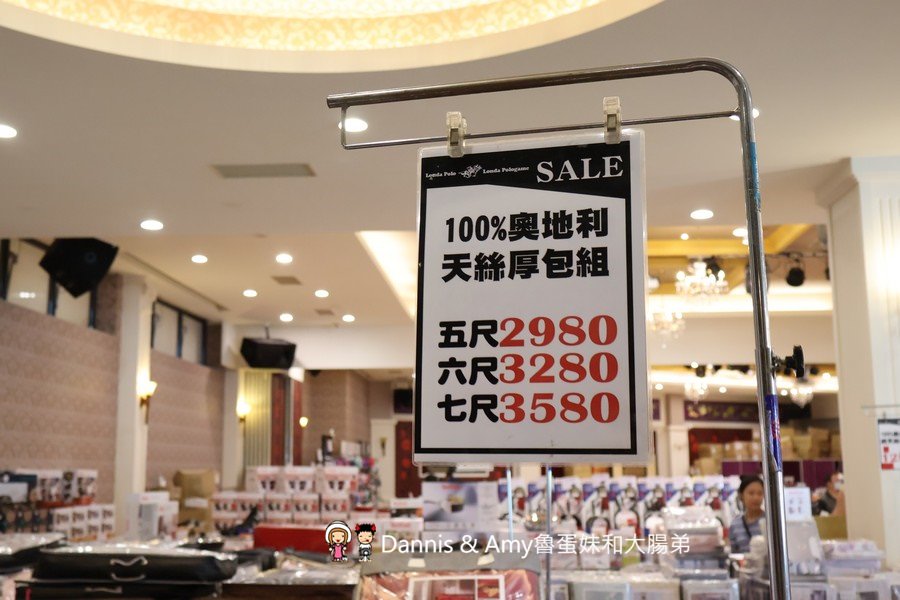 Londa Polo Londa Pologame SALE
100%奧地利
天絲厚包組
五尺2980
六尺3280
七尺3580
Dannis & Amy魯蛋妹和大腸弟